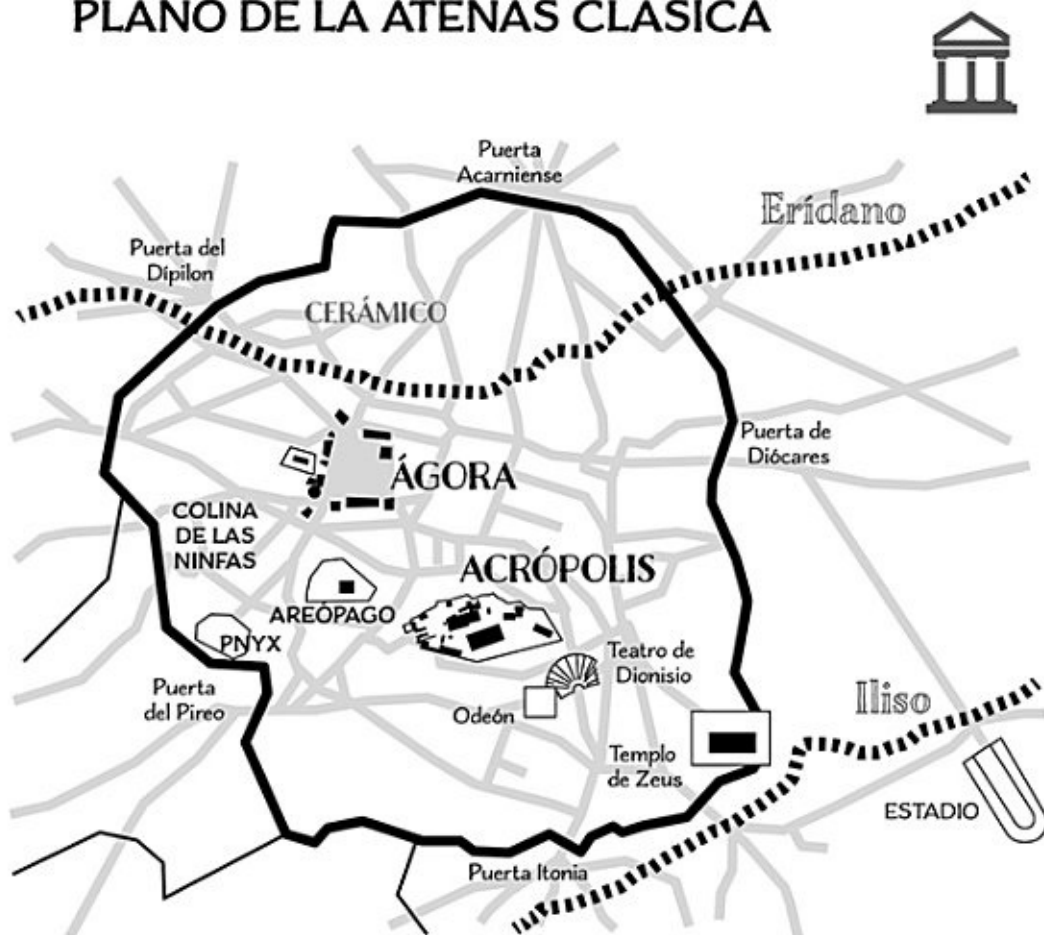 PLANO DE LA ATENAS CLÁSICA
Puerta
Acarniense
Erídano
Puerta del
Dípilon
CERÁMICO
Puerta de
Diócares
ÁGORA
COLINA
DE LAS
NINFAS
ACRÓPOLIS
AREÓPAGO
PNYX
Teatro de
Dionisio
Puerta
del Pireo
Odeón
Iliso
Templo
de Zeus
ESTADIO
Puerta Itonia